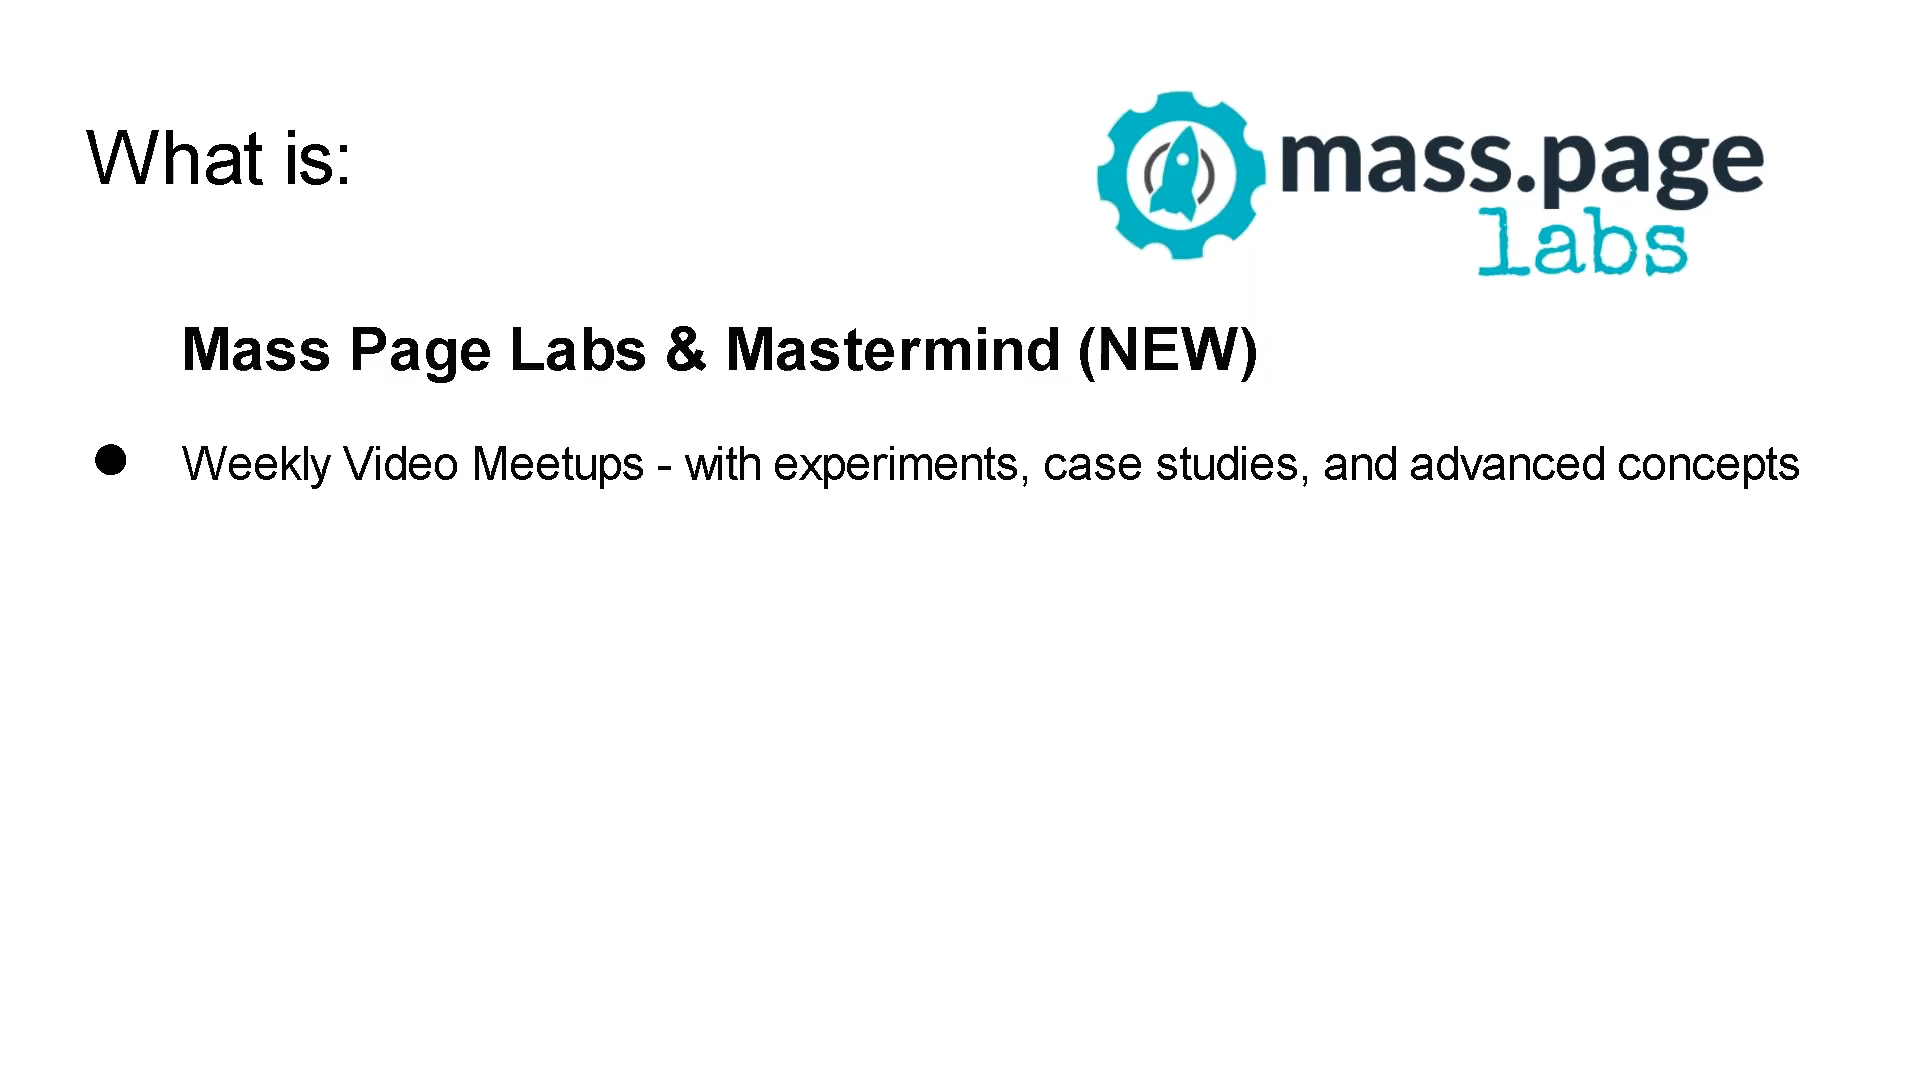 What is:
mass.page
labs
Mass Page Labs & Mastermind (NEW)
● Weekly Video Meetups - with experiments, case studies, and advanced concepts